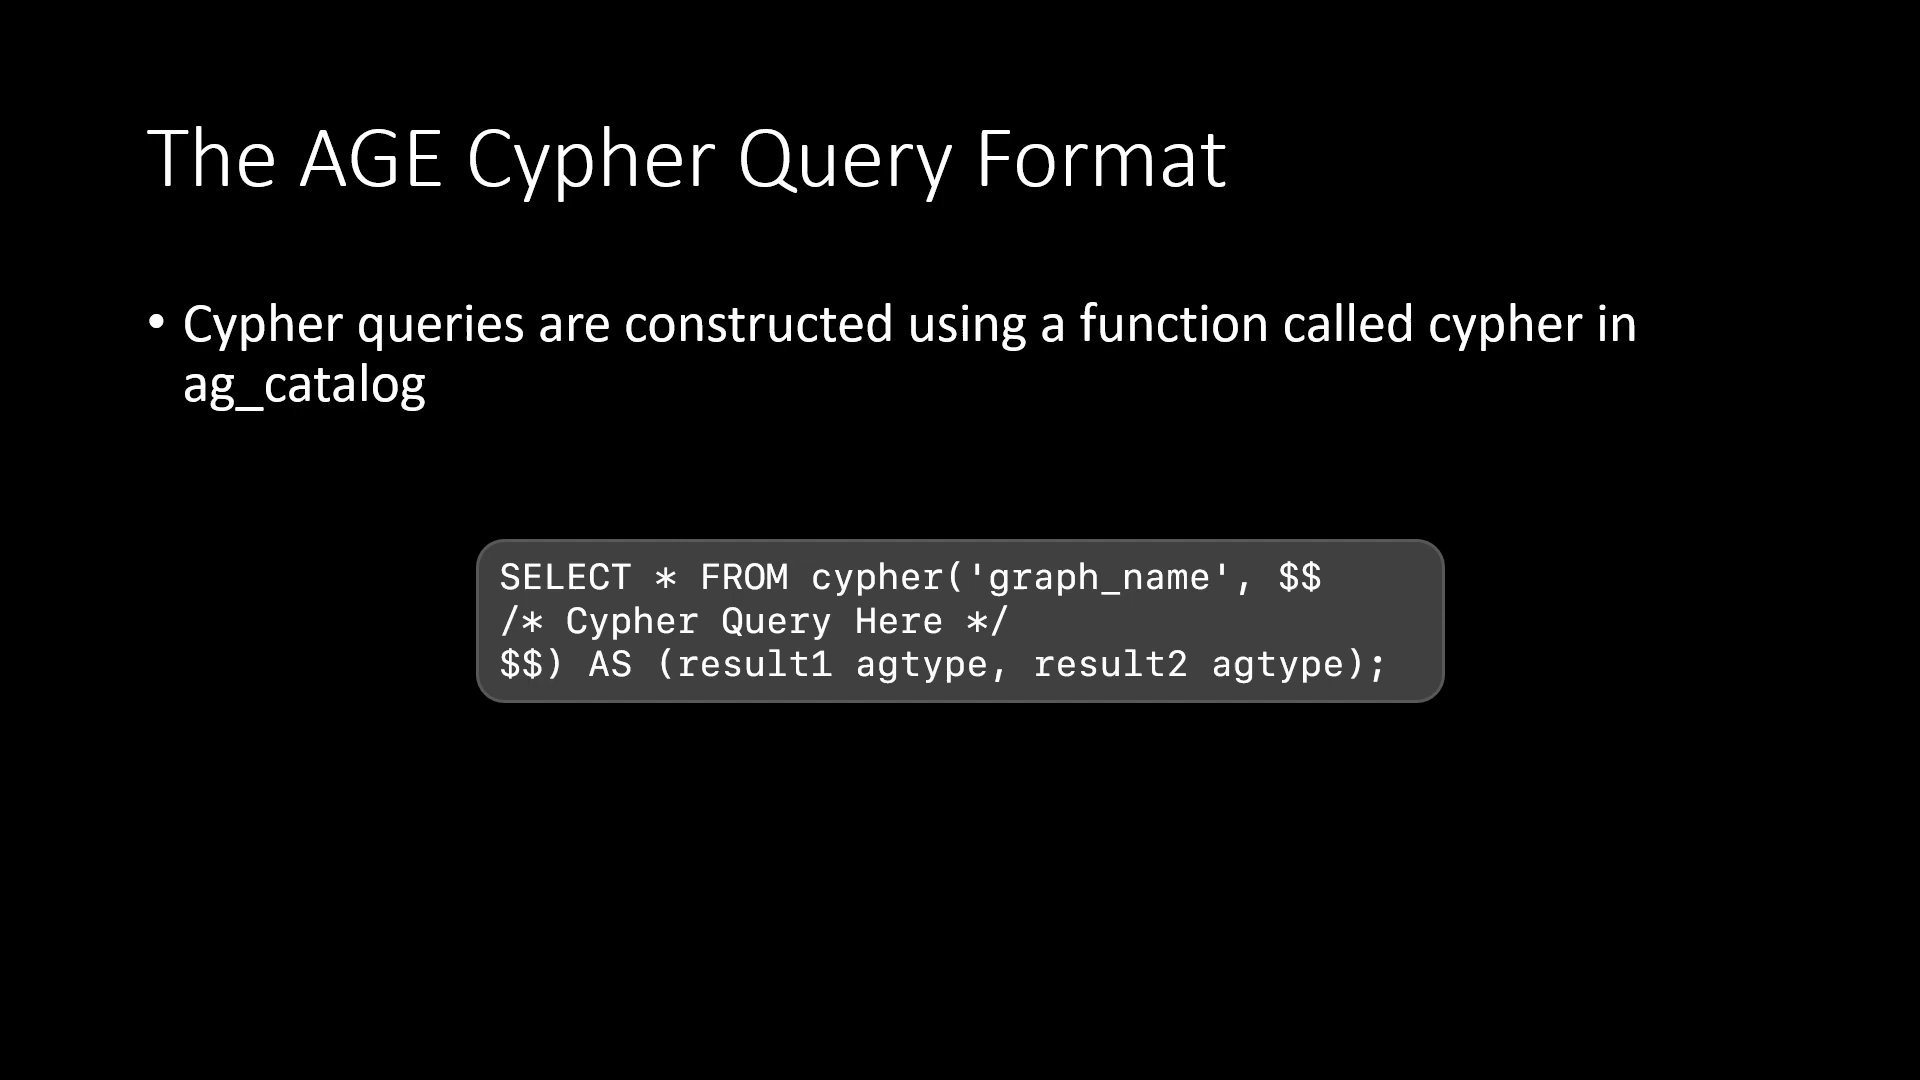 The AGE Cypher Query Format
• Cypher queries are constructed using a function called cypher in
ag_catalog
SELECT * FROM cypher('graph_name', $$
/* Cypher Query Here */
$$) AS (result1 agtype, result2 agtype);